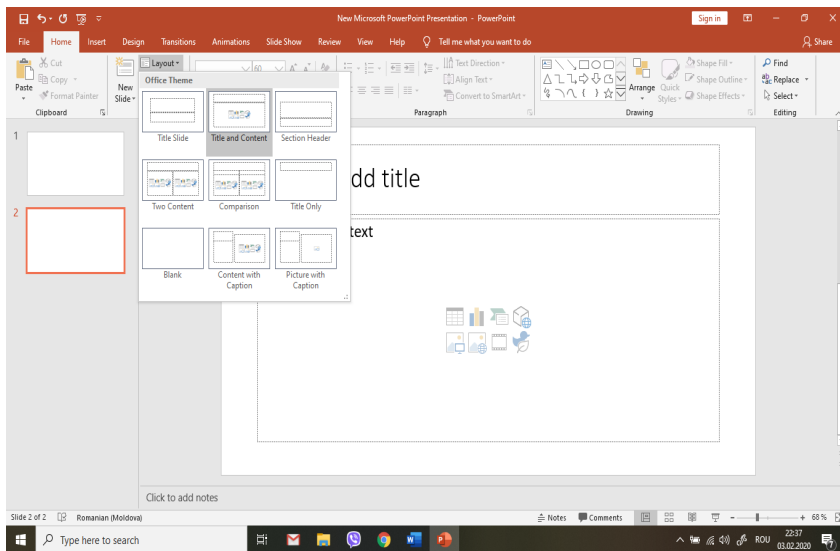 New Microsoft PowerPoint Presentation - PowerPoint
Sign in
File Home Insert Design Transitions Animations Slide Show Review View Help Tell me what you want to do
Share
Paste
Cut
Copy
Format Painter
Clipboard
New
Slide
Layout
60
Text Direction
Align Text
Convert to SmartArt
Paragraph
Arrange
Quick
Styles
Shape Fill
Shape Outline
Shape Effects
Drawing
Find
Replace
Select
Editing
Office Theme
Title Slide Title and Content Section Header
Two Content Comparison Title Only
Blank Content with Caption Picture with Caption
1
2
dd title
text
Click to add notes
Slide 2 of 2 Romanian (Moldova) Notes Comments 68 %
Type here to search
ROU
22:37
03.02.2020